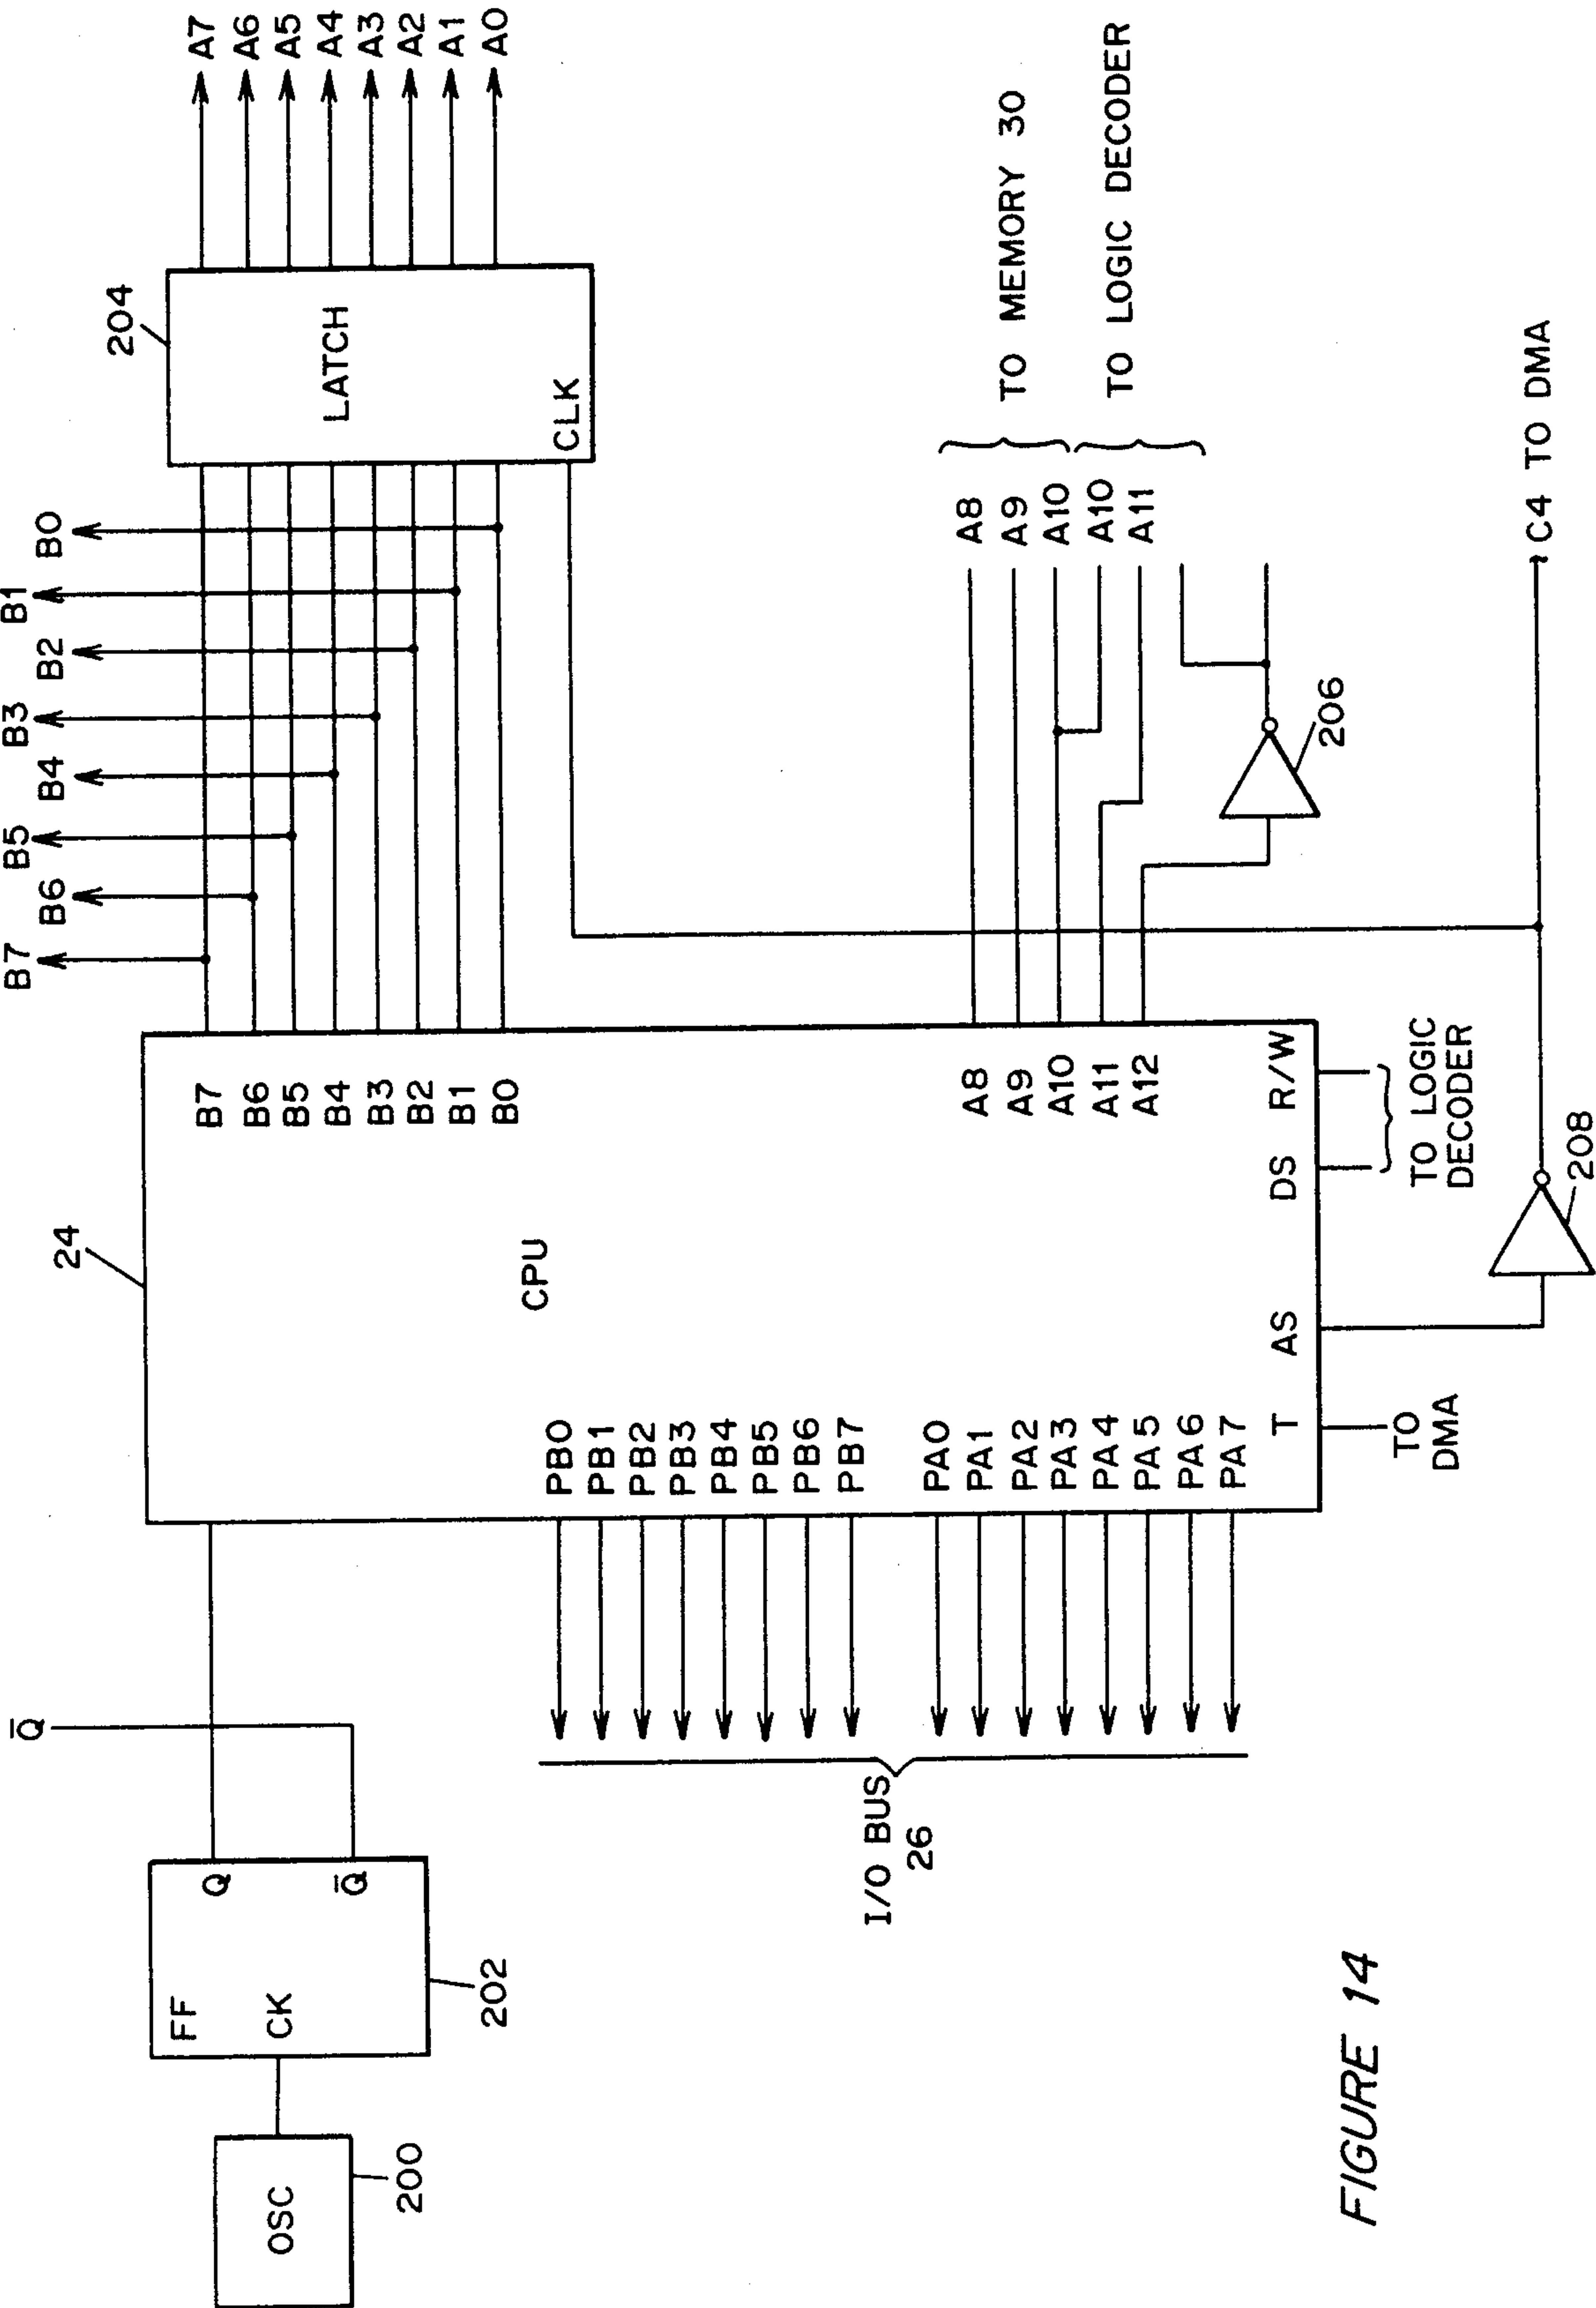 OSC
200
FF
CK
Q
Q̅
202
Q̅
24
CPU
B7
B6
B5
B4
B3
B2
B1
B0
PB0
PB1
PB2
PB3
PB4
PB5
PB6
PB7
PA0
PA1
PA2
PA3
PA4
PA5
PA6
PA7
I/O BUS
26
A8
A9
A10
A11
A12
T
AS
DS
R/W
TO
DMA
TO LOGIC
DECODER
208
B7
B6
B5
B4
B3
B2
B1
B0
204
LATCH
CLK
A7
A6
A5
A4
A3
A2
A1
A0
A8
A9
A10
A10
A11
TO MEMORY 30
TO LOGIC DECODER
206
C4 TO DMA
FIGURE 14